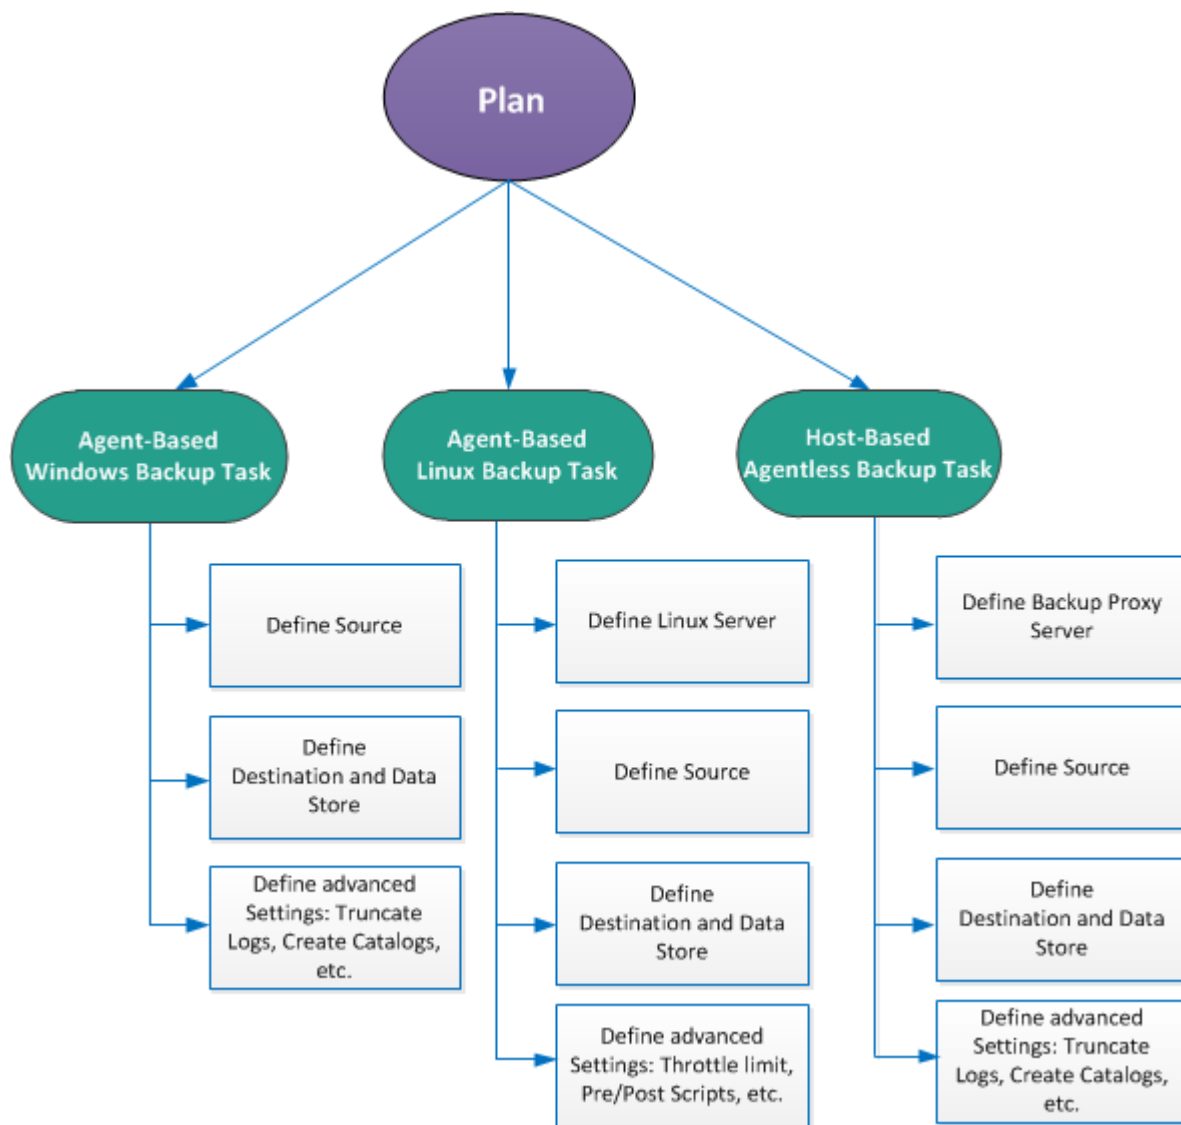 Plan
Agent-Based
Windows Backup Task
Agent-Based
Linux Backup Task
Host-Based
Agentless Backup Task
Define Source
Define
Destination and Data
Store
Define advanced
Settings: Truncate
Logs, Create Catalogs,
etc.
Define Linux Server
Define Source
Define
Destination and Data
Store
Define advanced
Settings: Throttle limit,
Pre/Post Scripts, etc.
Define Backup Proxy
Server
Define Source
Define
Destination and Data
Store
Define advanced
Settings: Truncate
Logs, Create Catalogs,
etc.